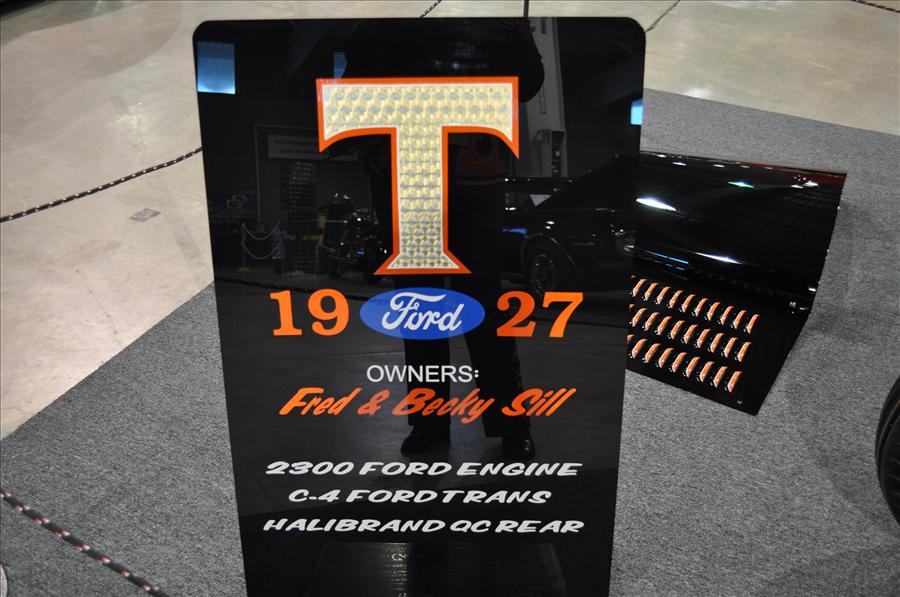 T
19 Ford 27
OWNERS:
Fred & Becky Sill
2300 FORD ENGINE
C-4 FORD TRANS
HALIBRAND QC REAR